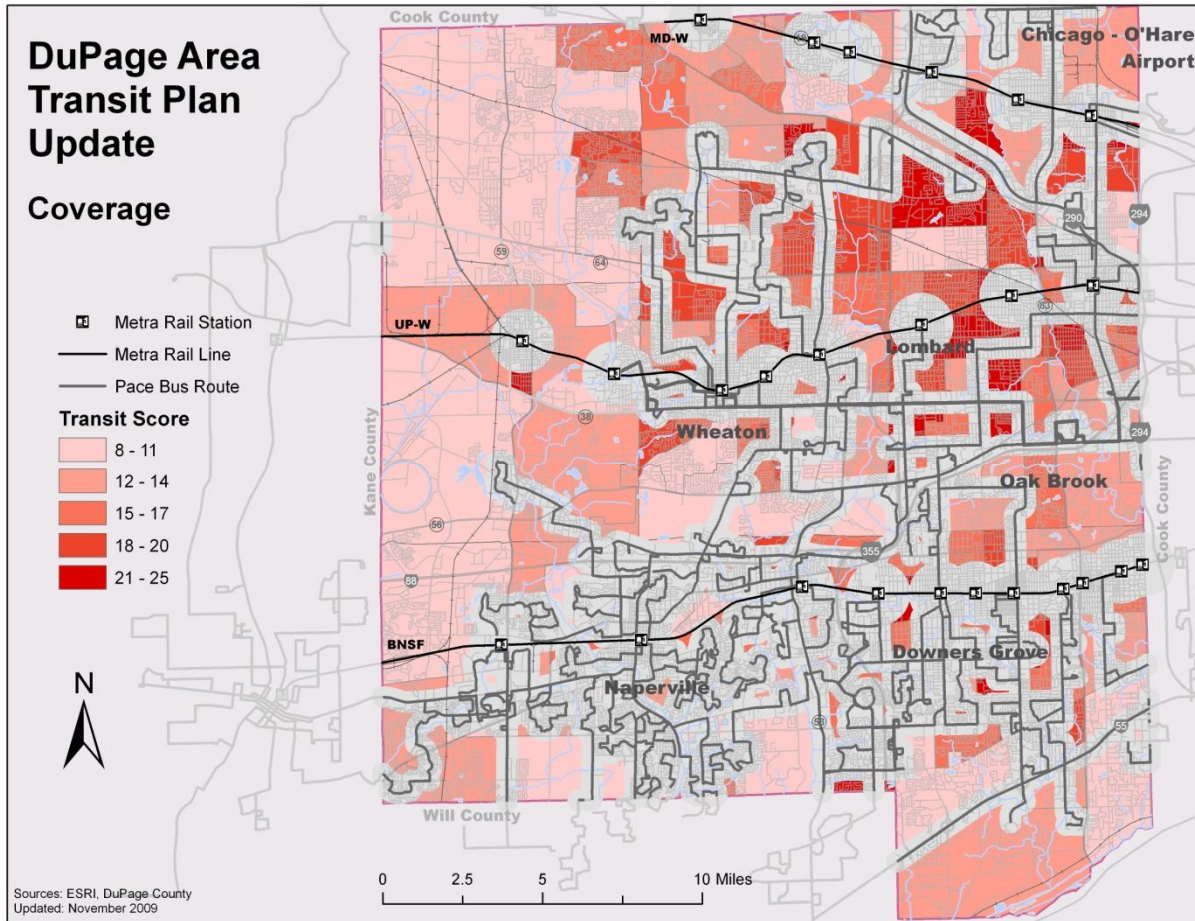 DuPage Area
Transit Plan
Update
Coverage
Metra Rail Station
Metra Rail Line
Pace Bus Route
Transit Score
8 - 11
12 - 14
15 - 17
18 - 20
21 - 25
N
Sources: ESRI, DuPage County
Updated: November 2009
0 2.5 5 10 Miles
Cook County
MD-W
Chicago - O'Hare
Airport
290
294
59
64
UP-W
83
Lombard
Kane County
38
Wheaton
294
Oak Brook
Cook County
56
355
88
BNSF
Downers Grove
Naperville
53
55
Will County